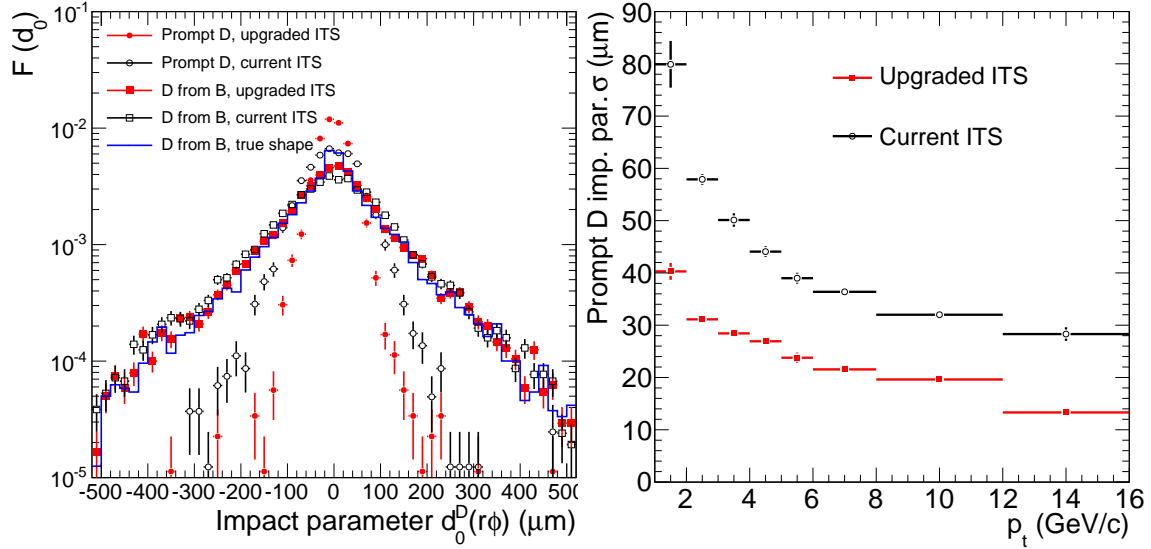 F (d₀)
10⁻¹
10⁻²
10⁻³
10⁻⁴
10⁻⁵
Prompt D, upgraded ITS
Prompt D, current ITS
D from B, upgraded ITS
D from B, current ITS
D from B, true shape
-500 -400 -300 -200 -100 0 100 200 300 400 500
Impact parameter d₀ᴰ(rϕ) (μm)
Prompt D imp. par. σ (μm)
90
80
70
60
50
40
30
20
10
0
Upgraded ITS
Current ITS
2 4 6 8 10 12 14 16
pₜ (GeV/c)